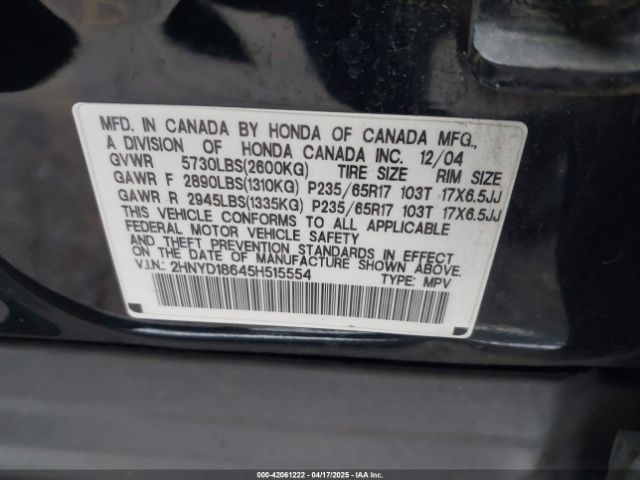 MFD. IN CANADA BY HONDA OF CANADA MFG.,
A DIVISION OF HONDA CANADA INC. 12/04
GVWR 5730LBS(2600KG) TIRE SIZE RIM SIZE
GAWR F 2890LBS(1310KG) P235/65R17 103T 17X6.5JJ
GAWR R 2945LBS(1335KG) P235/65R17 103T 17X6.5JJ
THIS VEHICLE CONFORMS TO ALL APPLICABLE
FEDERAL MOTOR VEHICLE SAFETY, BUMPER,
AND THEFT PREVENTION STANDARDS IN EFFECT
ON THE DATE OF MANUFACTURE SHOWN ABOVE.
V.I.N.: 2HNYD18645H515554 TYPE: MPV
000-42061222 - 04/17/2025 - IAA Inc.